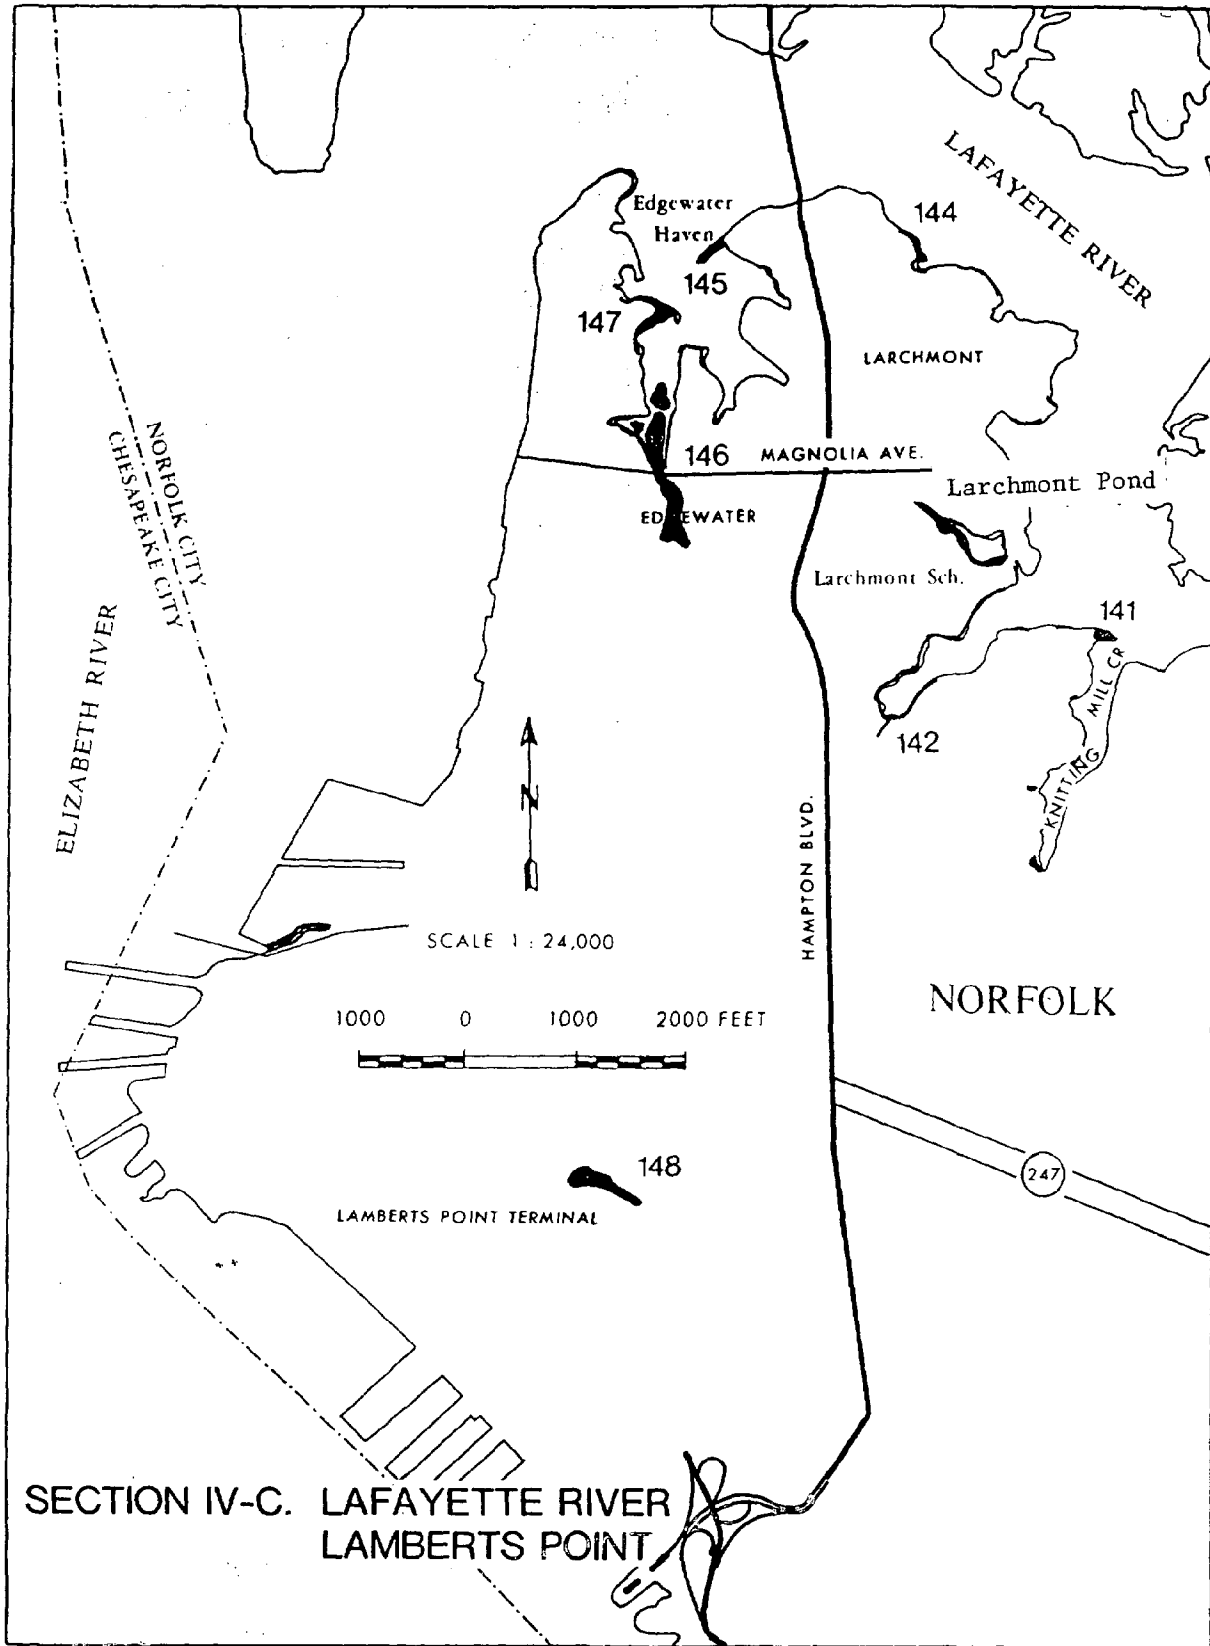 LAFAYETTE RIVER
Edgewater
Haven
144
145
147
LARCHMONT
146
MAGNOLIA AVE.
Larchmont Pond
EDGEWATER
NORFOLK CITY
CHESAPEAKE CITY
Larchmont Sch.
141
KNITTING MILL CR
142
ELIZABETH RIVER
N
HAMPTON BLVD.
SCALE 1 : 24,000
NORFOLK
1000 0 1000 2000 FEET
148
247
LAMBERTS POINT TERMINAL
SECTION IV-C. LAFAYETTE RIVER
LAMBERTS POINT